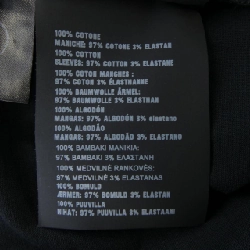 100% COTONE
MANICHE: 97% COTONE 3% ELASTAN
100% COTTON
SLEEVES: 97% COTTON 3% ELASTANE
100% COTON MANCHES :
97% COTON 3% ÉLASTHANNE
100% BAUMWOLLE ÄRMEL:
97% BAUMWOLLE 3% ELASTHAN
100% ALGODÓN
MANGAS: 97% ALGODÓN 3% elastano
100% ALGODÃO
MANGAS: 97% ALGODÃO 3% ELASTANO
100% ΒΑΜΒΑΚΙ ΜΑΝΙΚΙΑ:
97% ΒΑΜΒΑΚΙ 3% ΕΛΑΣΤΑΝΗ
100% MEDVILNĖ RANKOVĖS:
97% MEDVILNĖ 3% ELASTANAS
100% BOMULD
ÆRMER: 97% BOMULD 3% ELASTAN
100% PUUVILLA
97% PUUVILLA 3% ELASTAANI